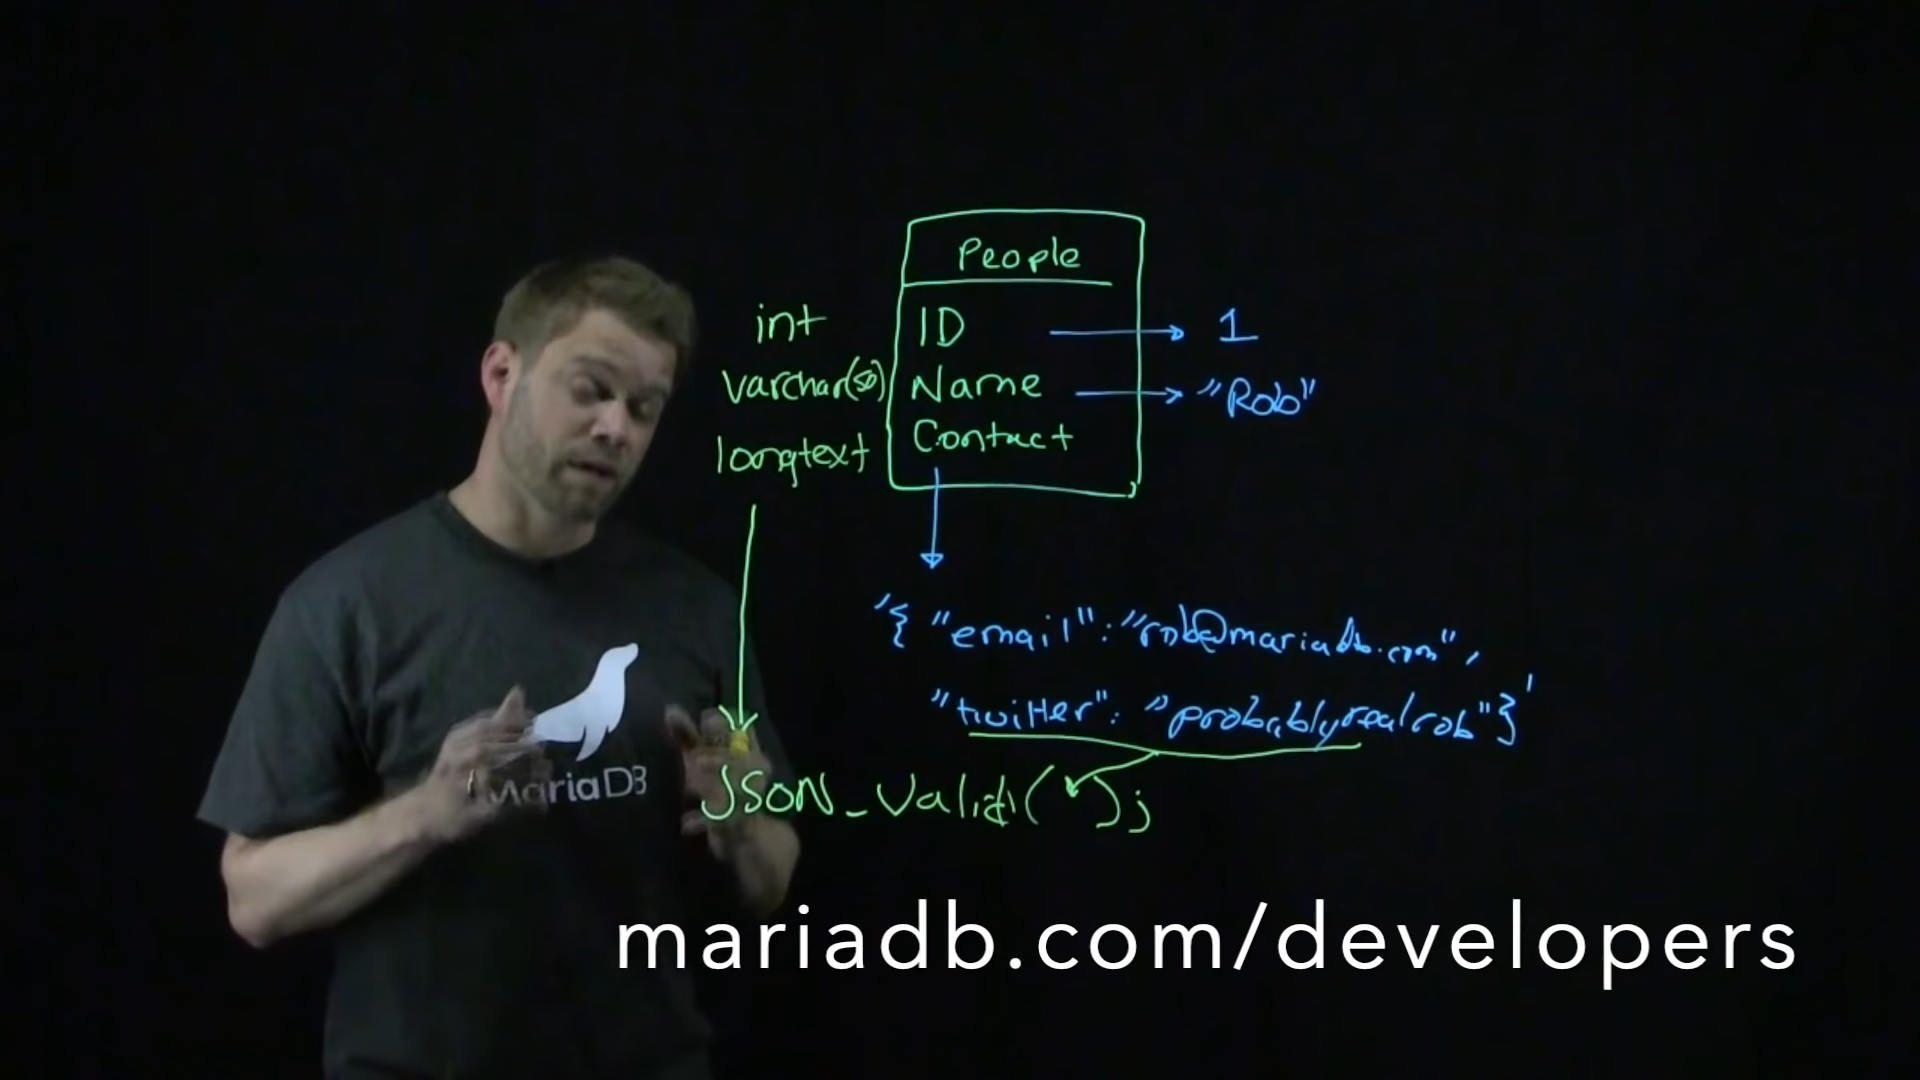 People
int ID 1
varchar(50) Name "Rob"
longtext Contact
'{ "email": "rob@mariadb.com",
"twitter": "probablyrealrob"}'
MariaDB
JSON_Valid( );
mariadb.com/developers